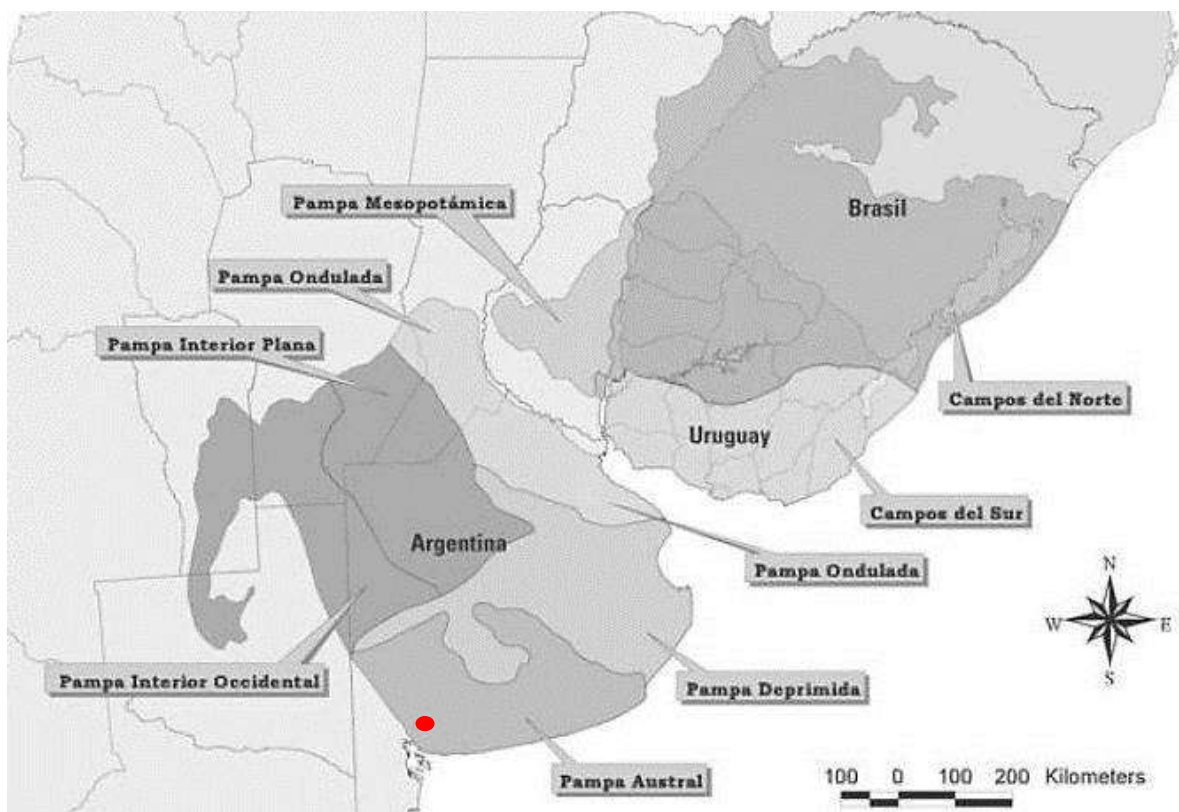 Pampa Mesopotámica
Brasil
Pampa Ondulada
Pampa Interior Plana
Campos del Norte
Uruguay
Campos del Sur
Argentina
Pampa Ondulada
N
W E
S
Pampa Interior Occidental
Pampa Deprimida
Pampa Austral
100 0 100 200 Kilometers